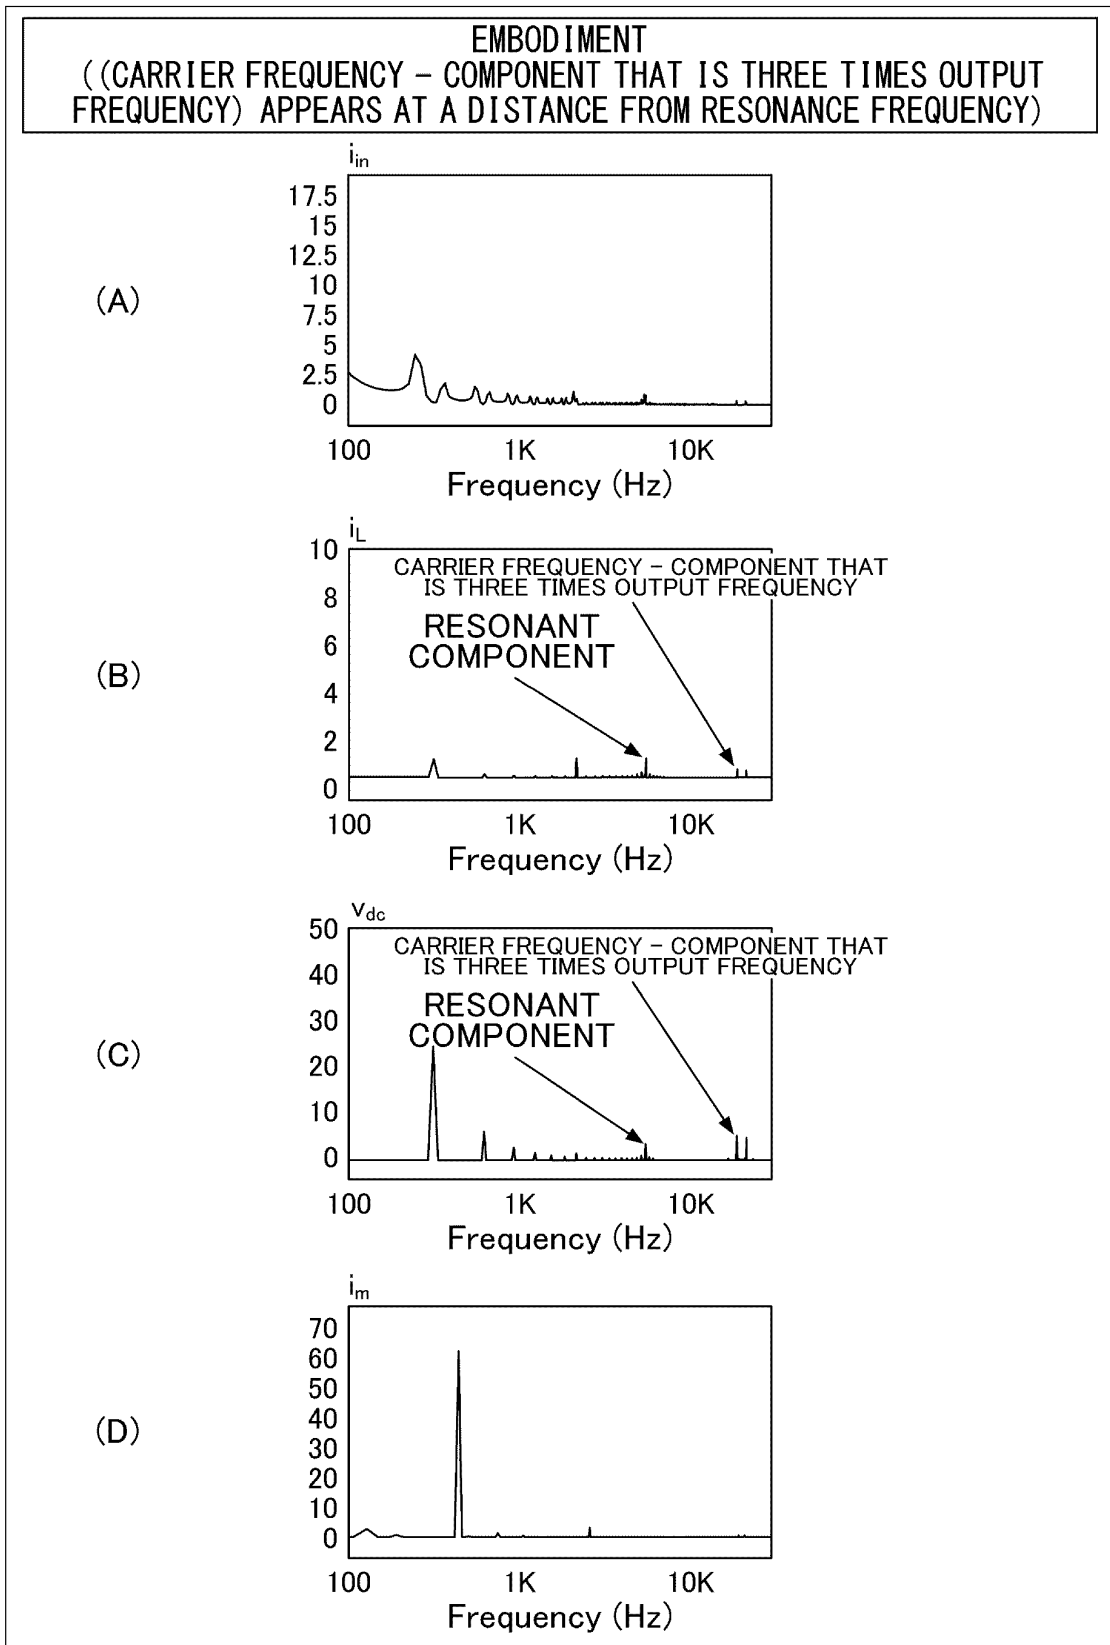 EMBODIMENT
((CARRIER FREQUENCY – COMPONENT THAT IS THREE TIMES OUTPUT
FREQUENCY) APPEARS AT A DISTANCE FROM RESONANCE FREQUENCY)
(A)
i_in
17.5
15
12.5
10
7.5
5
2.5
0
100 1K 10K
Frequency (Hz)
(B)
i_L
10
8
6
4
2
0
CARRIER FREQUENCY – COMPONENT THAT
IS THREE TIMES OUTPUT FREQUENCY
RESONANT
COMPONENT
100 1K 10K
Frequency (Hz)
(C)
v_dc
50
40
30
20
10
0
CARRIER FREQUENCY – COMPONENT THAT
IS THREE TIMES OUTPUT FREQUENCY
RESONANT
COMPONENT
100 1K 10K
Frequency (Hz)
(D)
i_m
70
60
50
40
30
20
10
0
100 1K 10K
Frequency (Hz)